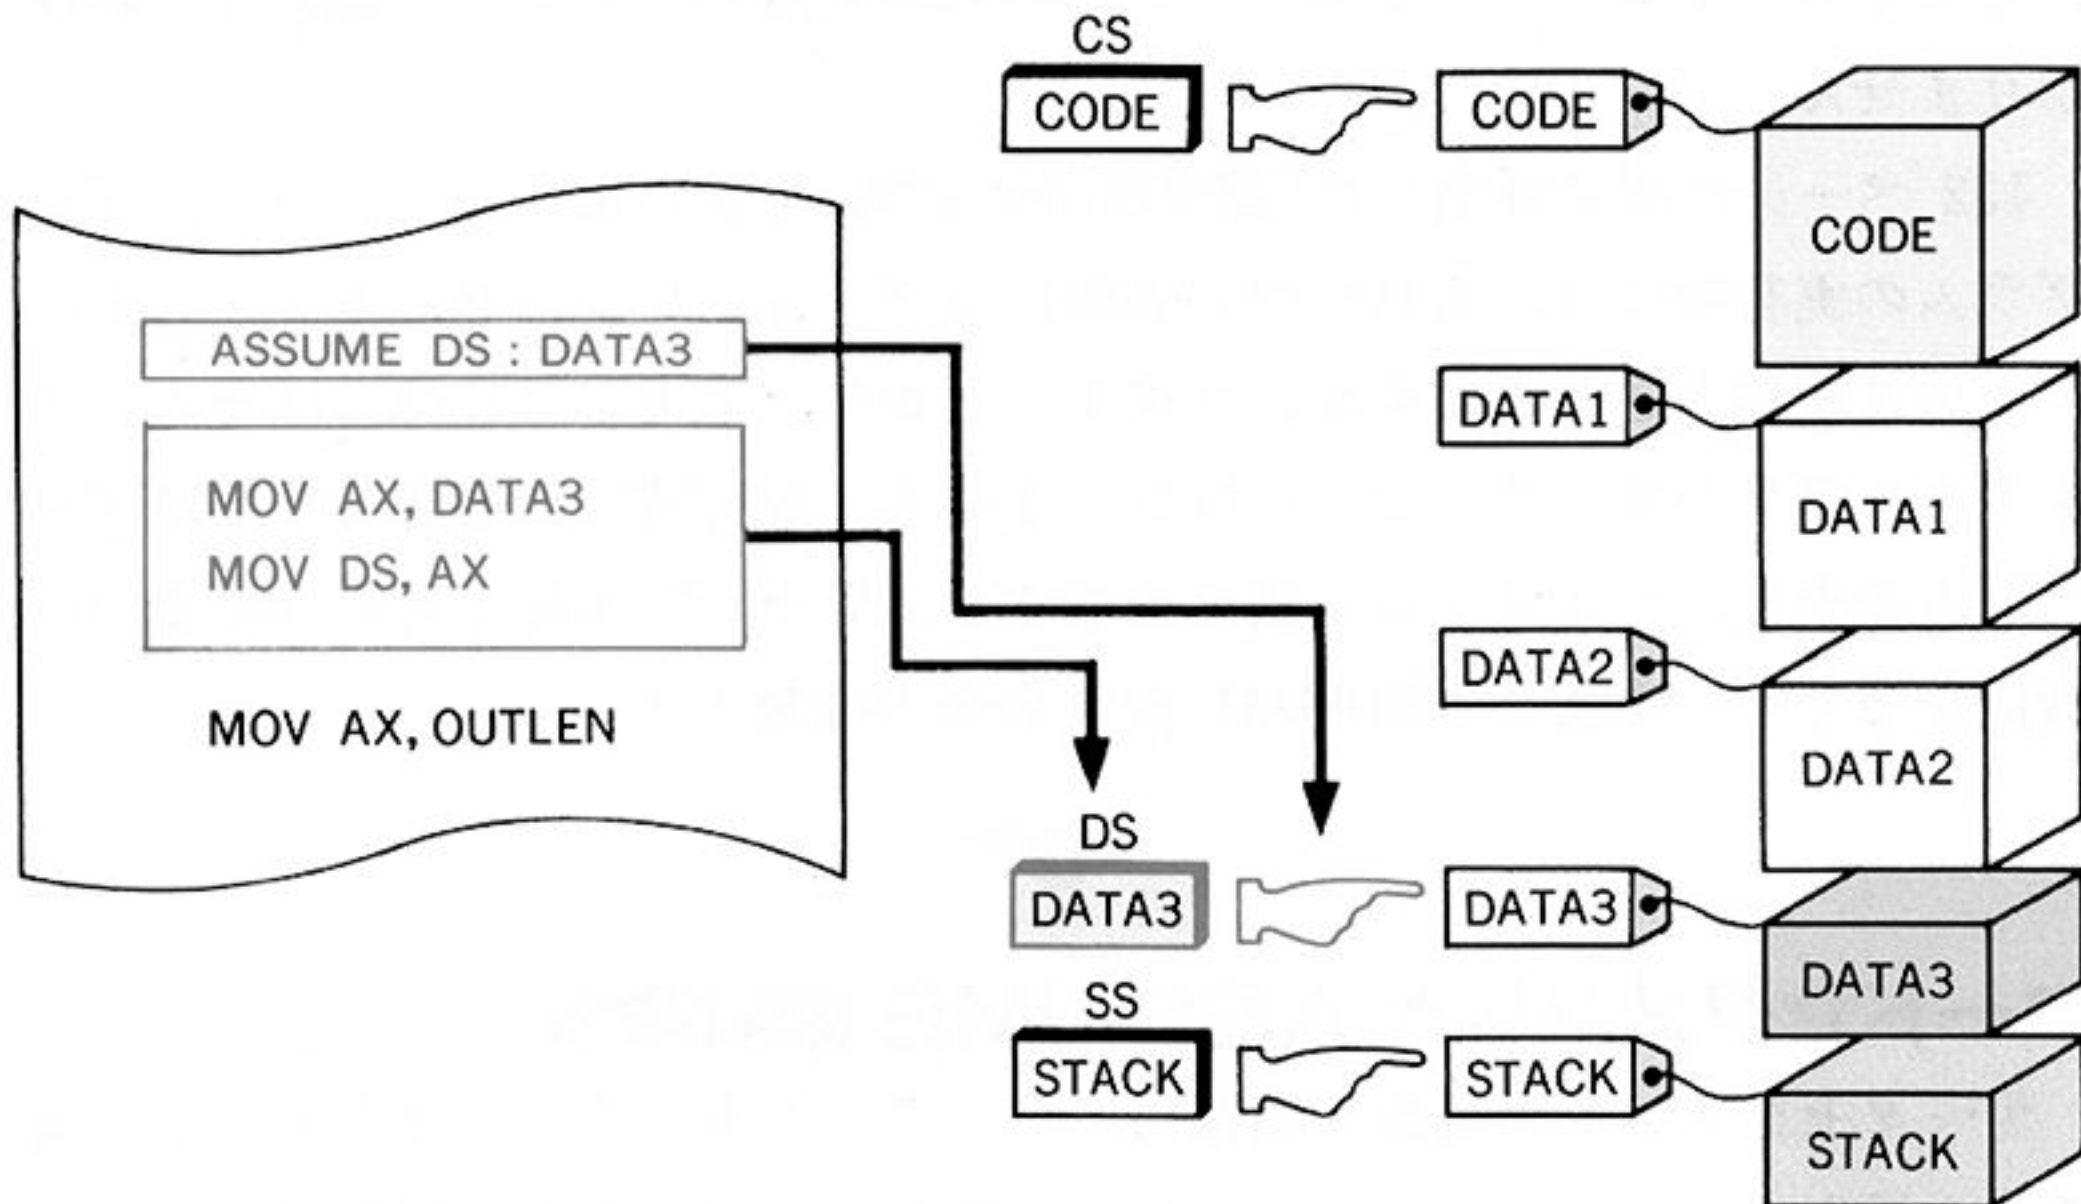 ASSUME DS : DATA3
MOV AX, DATA3
MOV DS, AX
MOV AX, OUTLEN
CS
CODE
CODE
CODE
DATA1
DATA1
DATA2
DATA2
DS
DATA3
DATA3
DATA3
SS
STACK
STACK
STACK